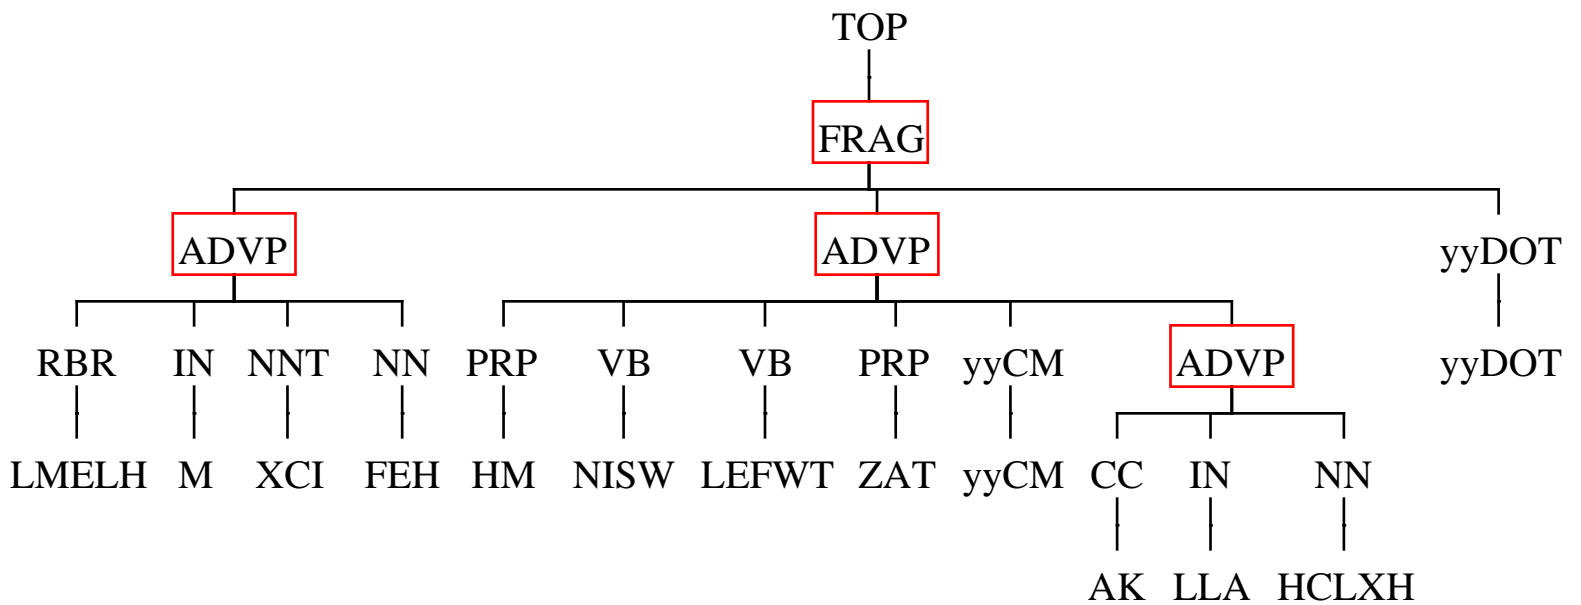 TOP
FRAG
ADVP ADVP yyDOT
RBR IN NNT NN PRP VB VB PRP yyCM ADVP yyDOT
LMELH M XCI FEH HM NISW LEFWT ZAT yyCM CC IN NN
AK LLA HCLXH